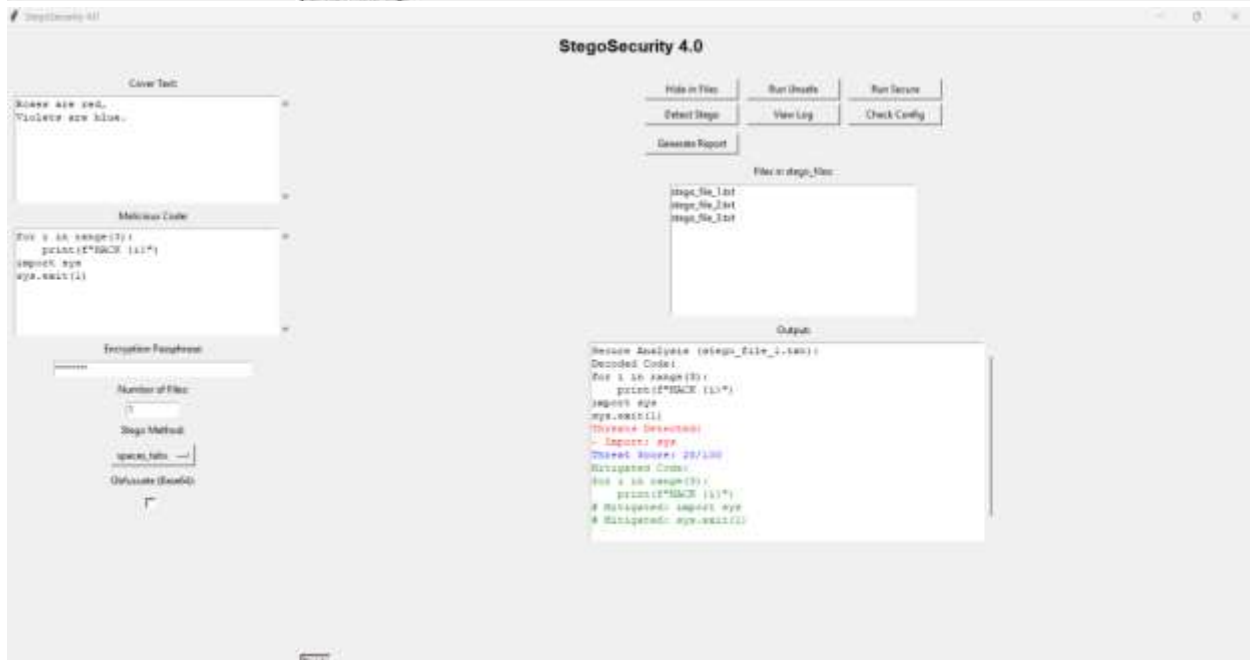 StegoSecurity 4.0
StegoSecurity 4.0
Cover Text:
Roses are red,
Violets are blue.
Malicious Code:
for i in range(3):
print(f"HACK {i}")
import sys
sys.exit(1)
Encryption Passphrase:
Number of Files:
3
Stego Method:
spaces_tabs
Obfuscate (Base64):
Hide in Files
Run Unsafe
Run Secure
Detect Stego
View Log
Check Config
Generate Report
Files in stego_files:
stego_file_1.txt
stego_file_2.txt
stego_file_3.txt
Output:
Secure Analysis (stego_file_1.txt):
Decoded Code:
for i in range(3):
print(f"HACK {i}")
import sys
sys.exit(1)
Threats Detected:
- Import: sys
Threat Score: 20/100
Mitigated Code:
for i in range(3):
print(f"HACK {i}")
# Mitigated: import sys
# Mitigated: sys.exit(1)